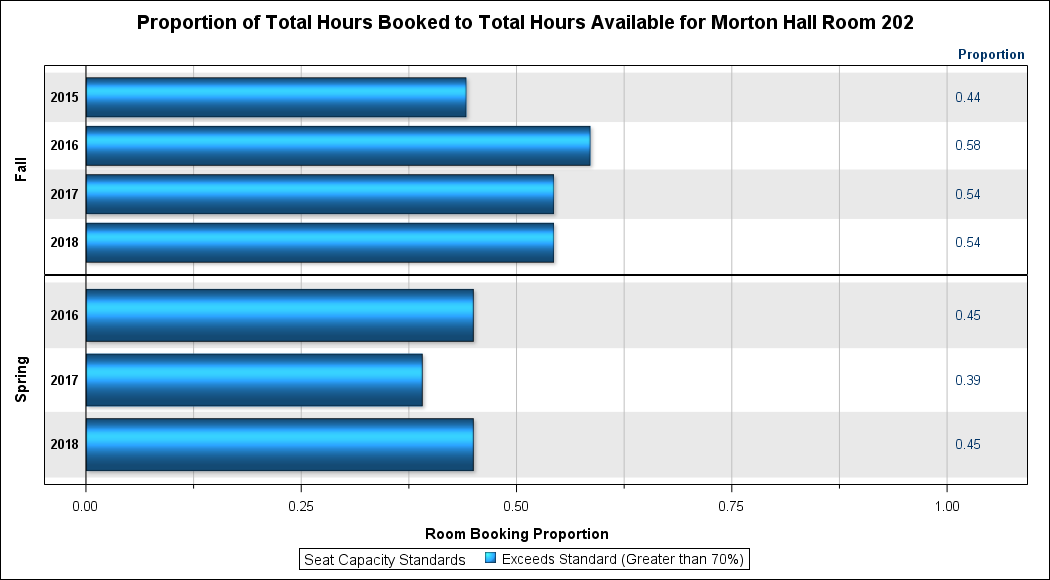 Proportion of Total Hours Booked to Total Hours Available for Morton Hall Room 202
Proportion
Fall
2015 0.44
2016 0.58
2017 0.54
2018 0.54
Spring
2016 0.45
2017 0.39
2018 0.45
0.00 0.25 0.50 0.75 1.00
Room Booking Proportion
Seat Capacity Standards Exceeds Standard (Greater than 70%)